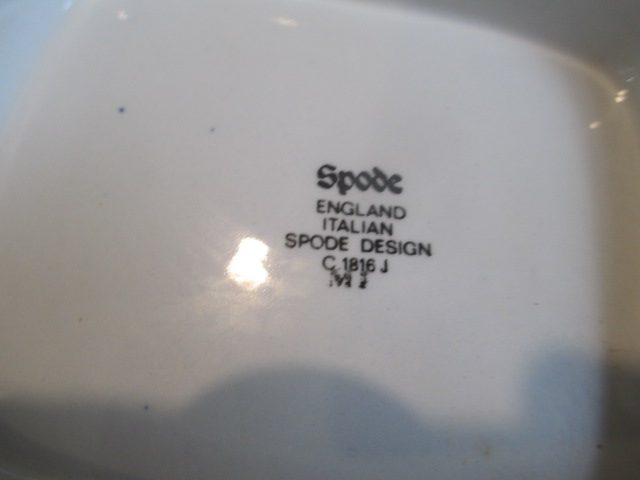 Spode
ENGLAND
ITALIAN
SPODE DESIGN
C 1816 J